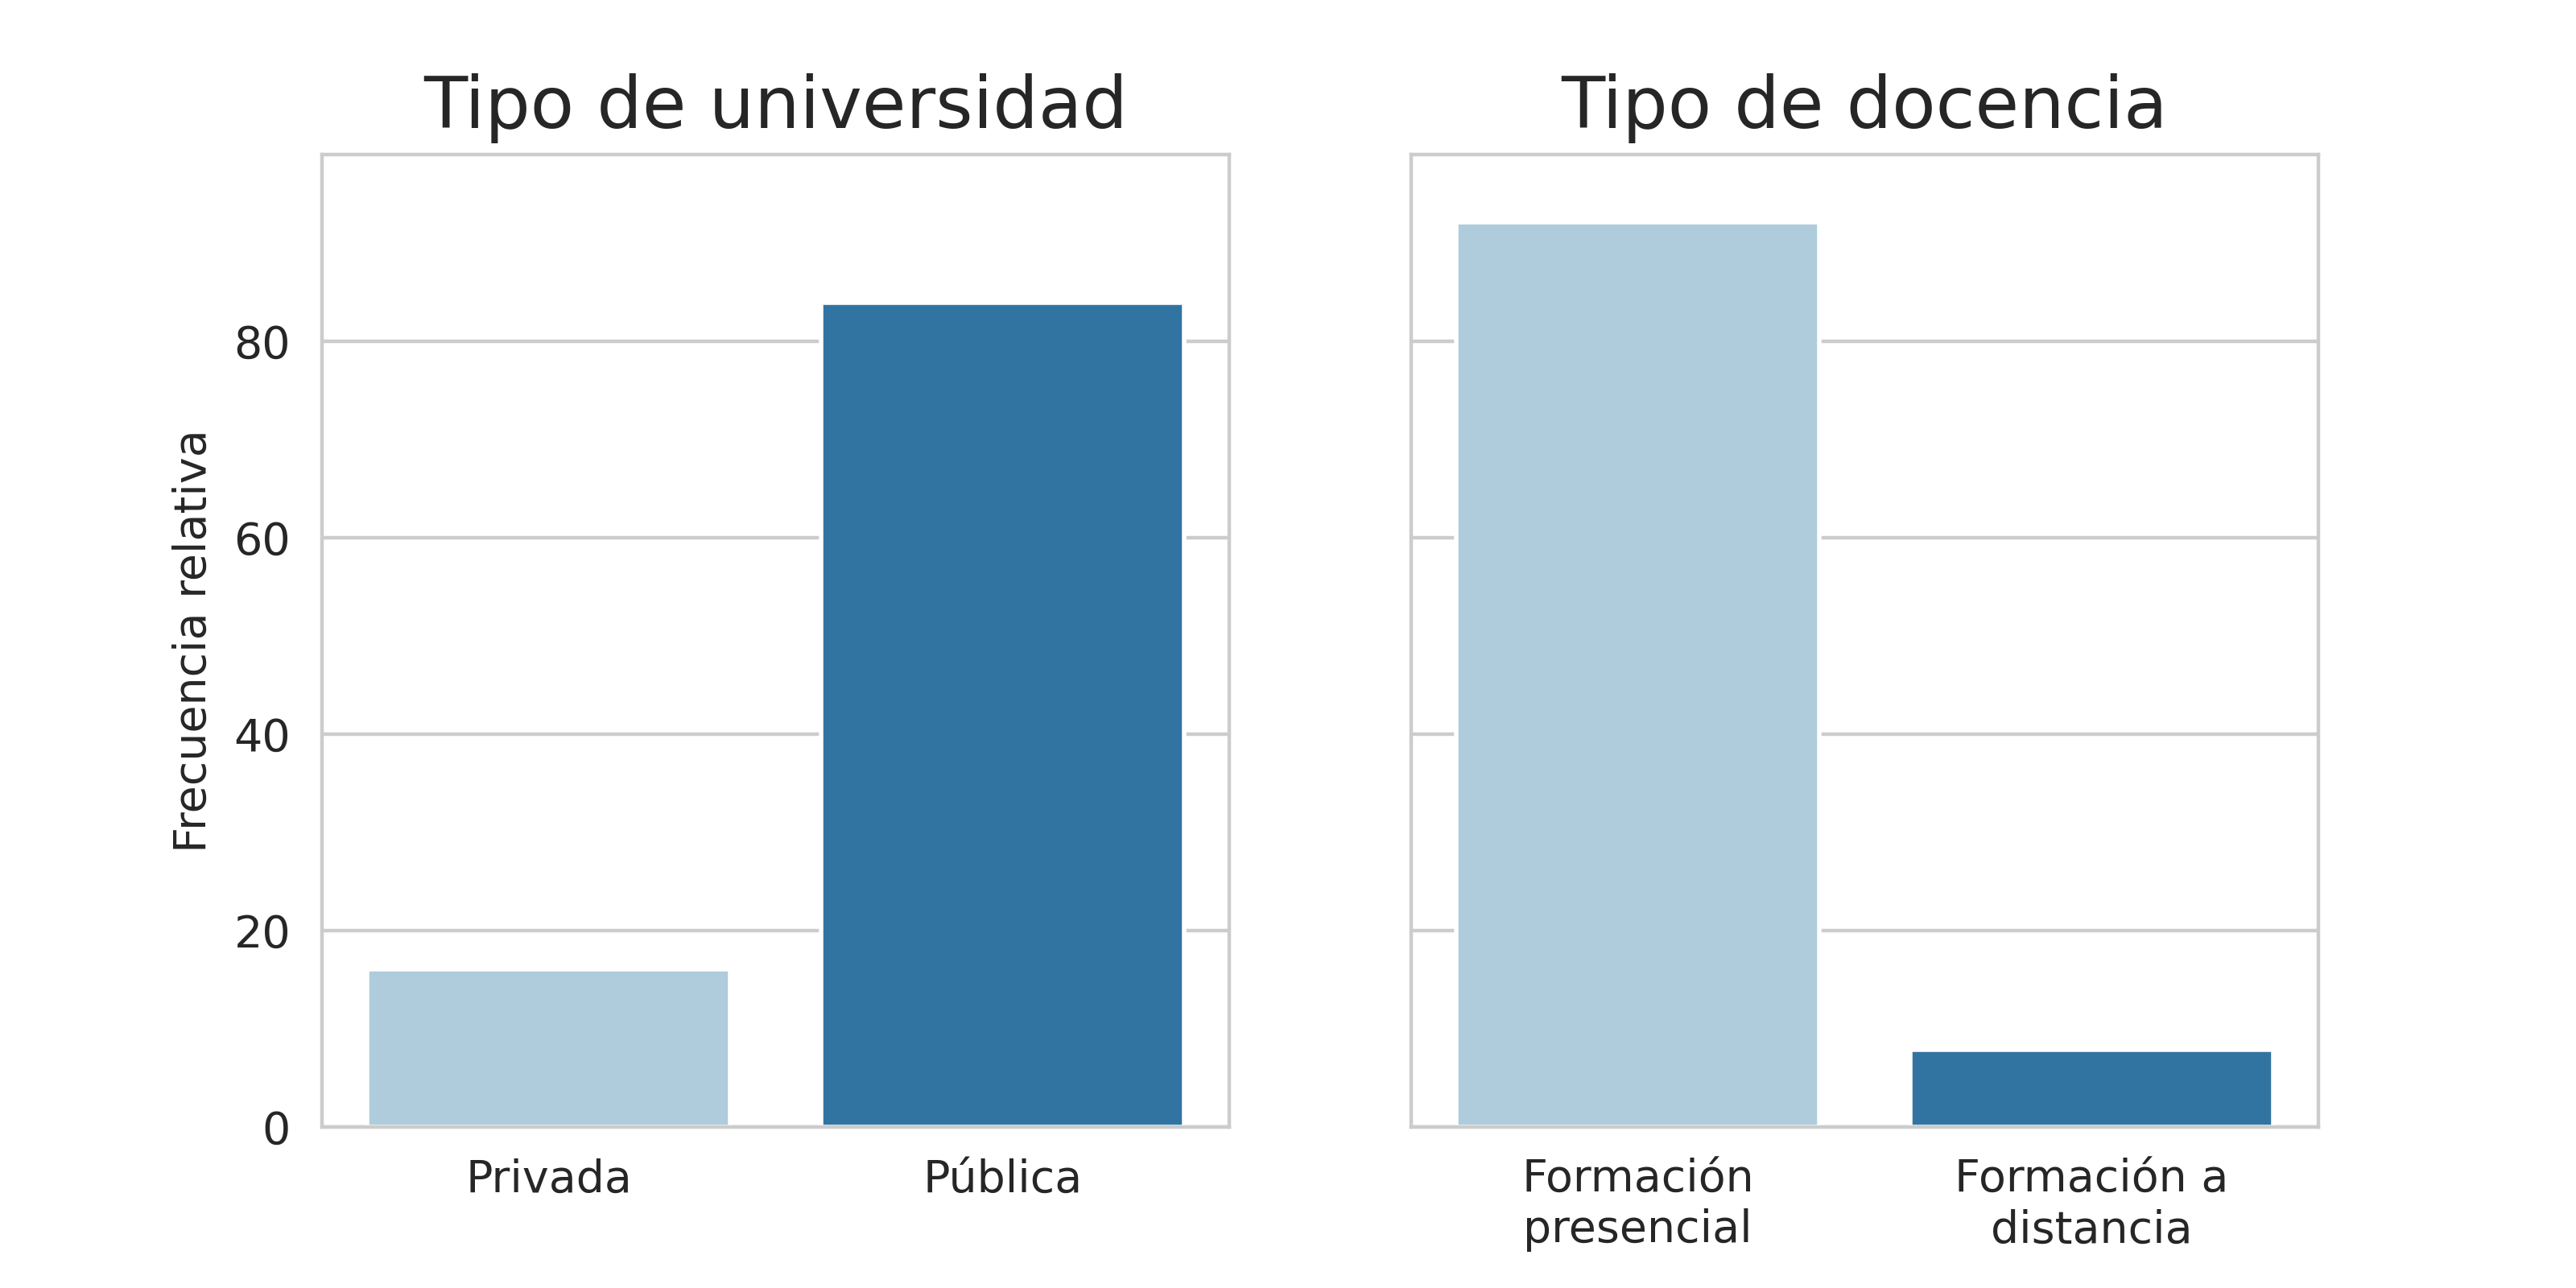 Tipo de universidad
Tipo de docencia
Frecuencia relativa
80
60
40
20
0
Privada
Pública
Formación
presencial
Formación a
distancia